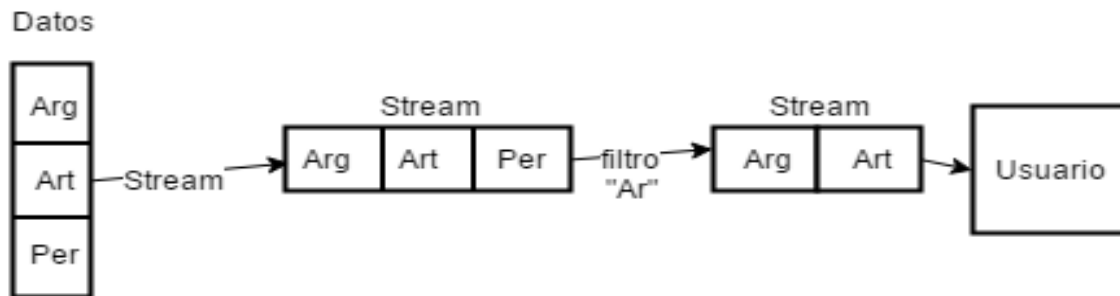 Datos
Arg
Art
Per
Stream
Stream
Arg Art Per
filtro
"Ar"
Stream
Arg Art
Usuario